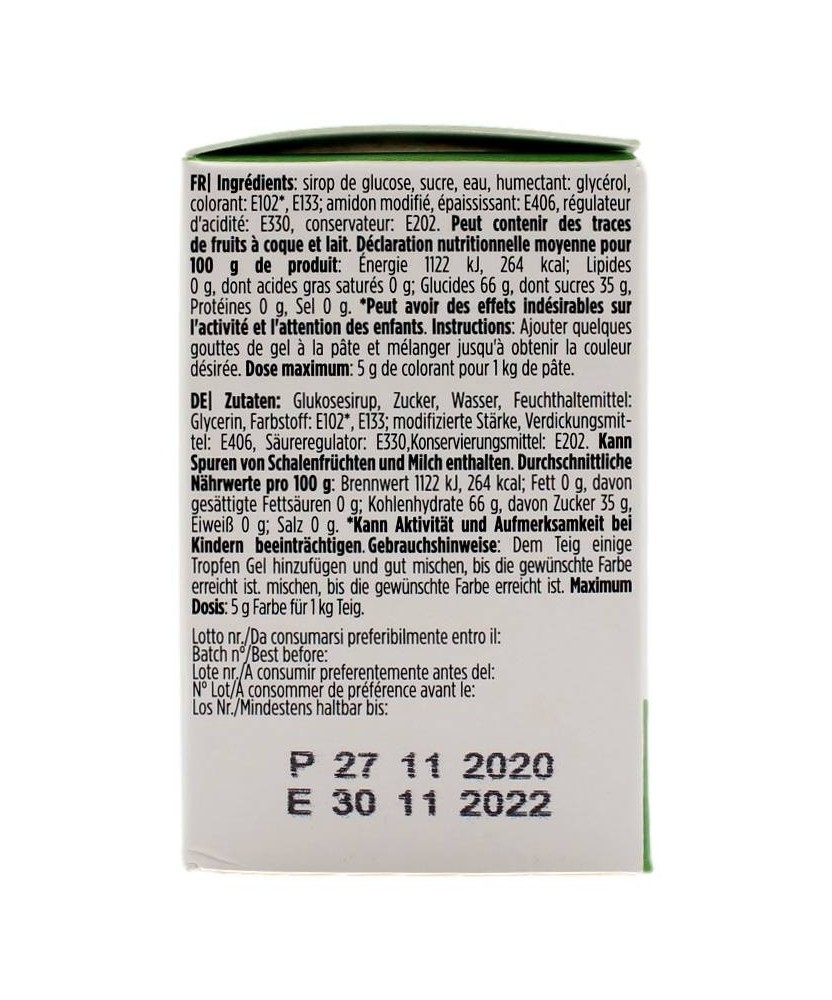 FR| Ingrédients: sirop de glucose, sucre, eau, humectant: glycérol,
colorant: E102*, E133; amidon modifié, épaississant: E406, régulateur
d'acidité: E330, conservateur: E202. Peut contenir des traces
de fruits à coque et lait. Déclaration nutritionnelle moyenne pour
100 g de produit: Énergie 1122 kJ, 264 kcal; Lipides
0 g, dont acides gras saturés 0 g; Glucides 66 g, dont sucres 35 g,
Protéines 0 g, Sel 0 g. *Peut avoir des effets indésirables sur
l'activité et l'attention des enfants. Instructions: Ajouter quelques
gouttes de gel à la pâte et mélanger jusqu'à obtenir la couleur
désirée. Dose maximum: 5 g de colorant pour 1 kg de pâte.
DE| Zutaten: Glukosesirup, Zucker, Wasser, Feuchthaltemittel:
Glycerin, Farbstoff: E102*, E133; modifizierte Stärke, Verdickungsmit-
tel: E406, Säureregulator: E330,Konservierungsmittel: E202. Kann
Spuren von Schalenfrüchten und Milch enthalten. Durchschnittliche
Nährwerte pro 100 g: Brennwert 1122 kJ, 264 kcal; Fett 0 g, davon
gesättigte Fettsäuren 0 g; Kohlenhydrate 66 g, davon Zucker 35 g,
Eiweiß 0 g; Salz 0 g. *Kann Aktivität und Aufmerksamkeit bei
Kindern beeinträchtigen. Gebrauchshinweise: Dem Teig einige
Tropfen Gel hinzufügen und gut mischen, bis die gewünschte Farbe
erreicht ist. mischen, bis die gewünschte Farbe erreicht ist. Maximum
Dosis: 5 g Farbe für 1 kg Teig.
Lotto nr./Da consumarsi preferibilmente entro il:
Batch n°/Best before:
Lote nr./A consumir preferentemente antes del:
N° Lot/À consommer de préférence avant le:
Los Nr./Mindestens haltbar bis:
P 27 11 2020
E 30 11 2022